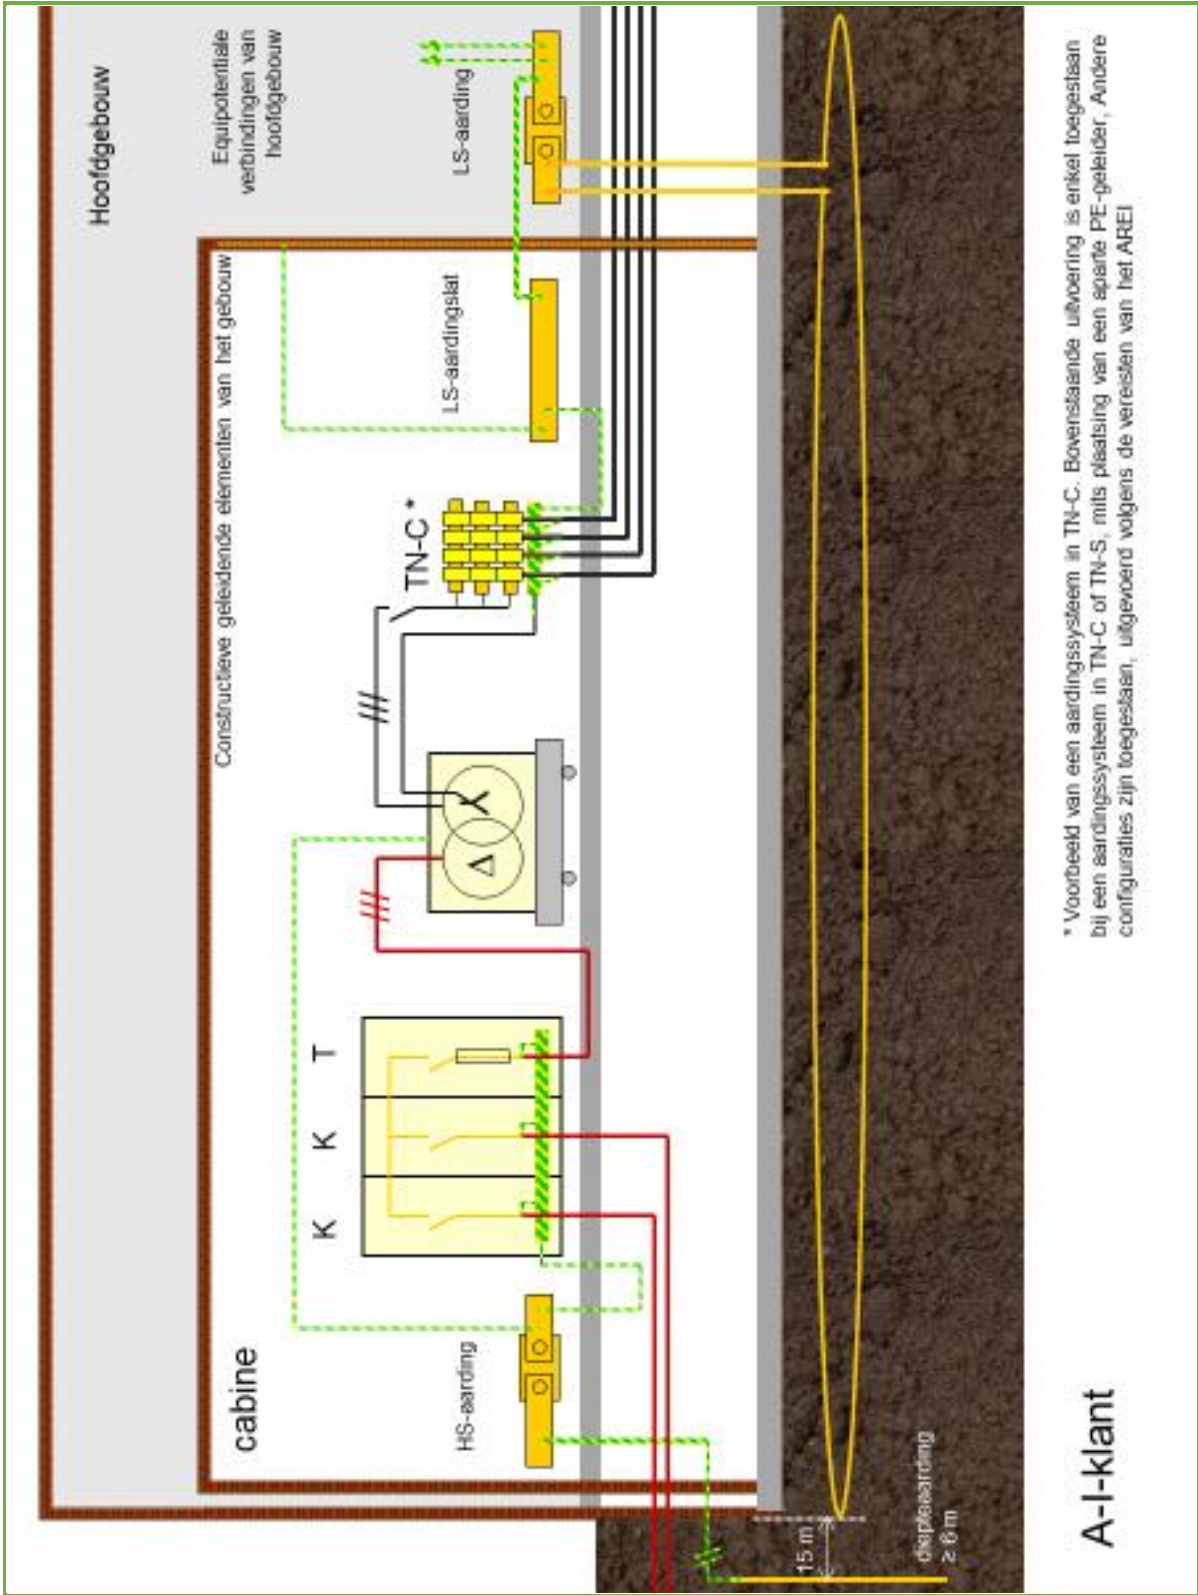 Hoofdgebouw
Equipotentiale
verbindingen van
hoofdgebouw
cabine
Constructieve geleidende elementen van het gebouw
K
K
T
TN-C *
HS-aarding
LS-aardingslat
LS-aarding
Δ
15 m
diepteaarding
≥ 6 m
A-I-klant
* Voorbeeld van een aardingssysteem in TN-C. Bovenstaande uitvoering is enkel toegestaan
bij een aardingssysteem in TN-C of TN-S, mits plaatsing van een aparte PE-geleider, Andere
configuraties zijn toegestaan, uitgevoerd volgens de vereisten van het AREI